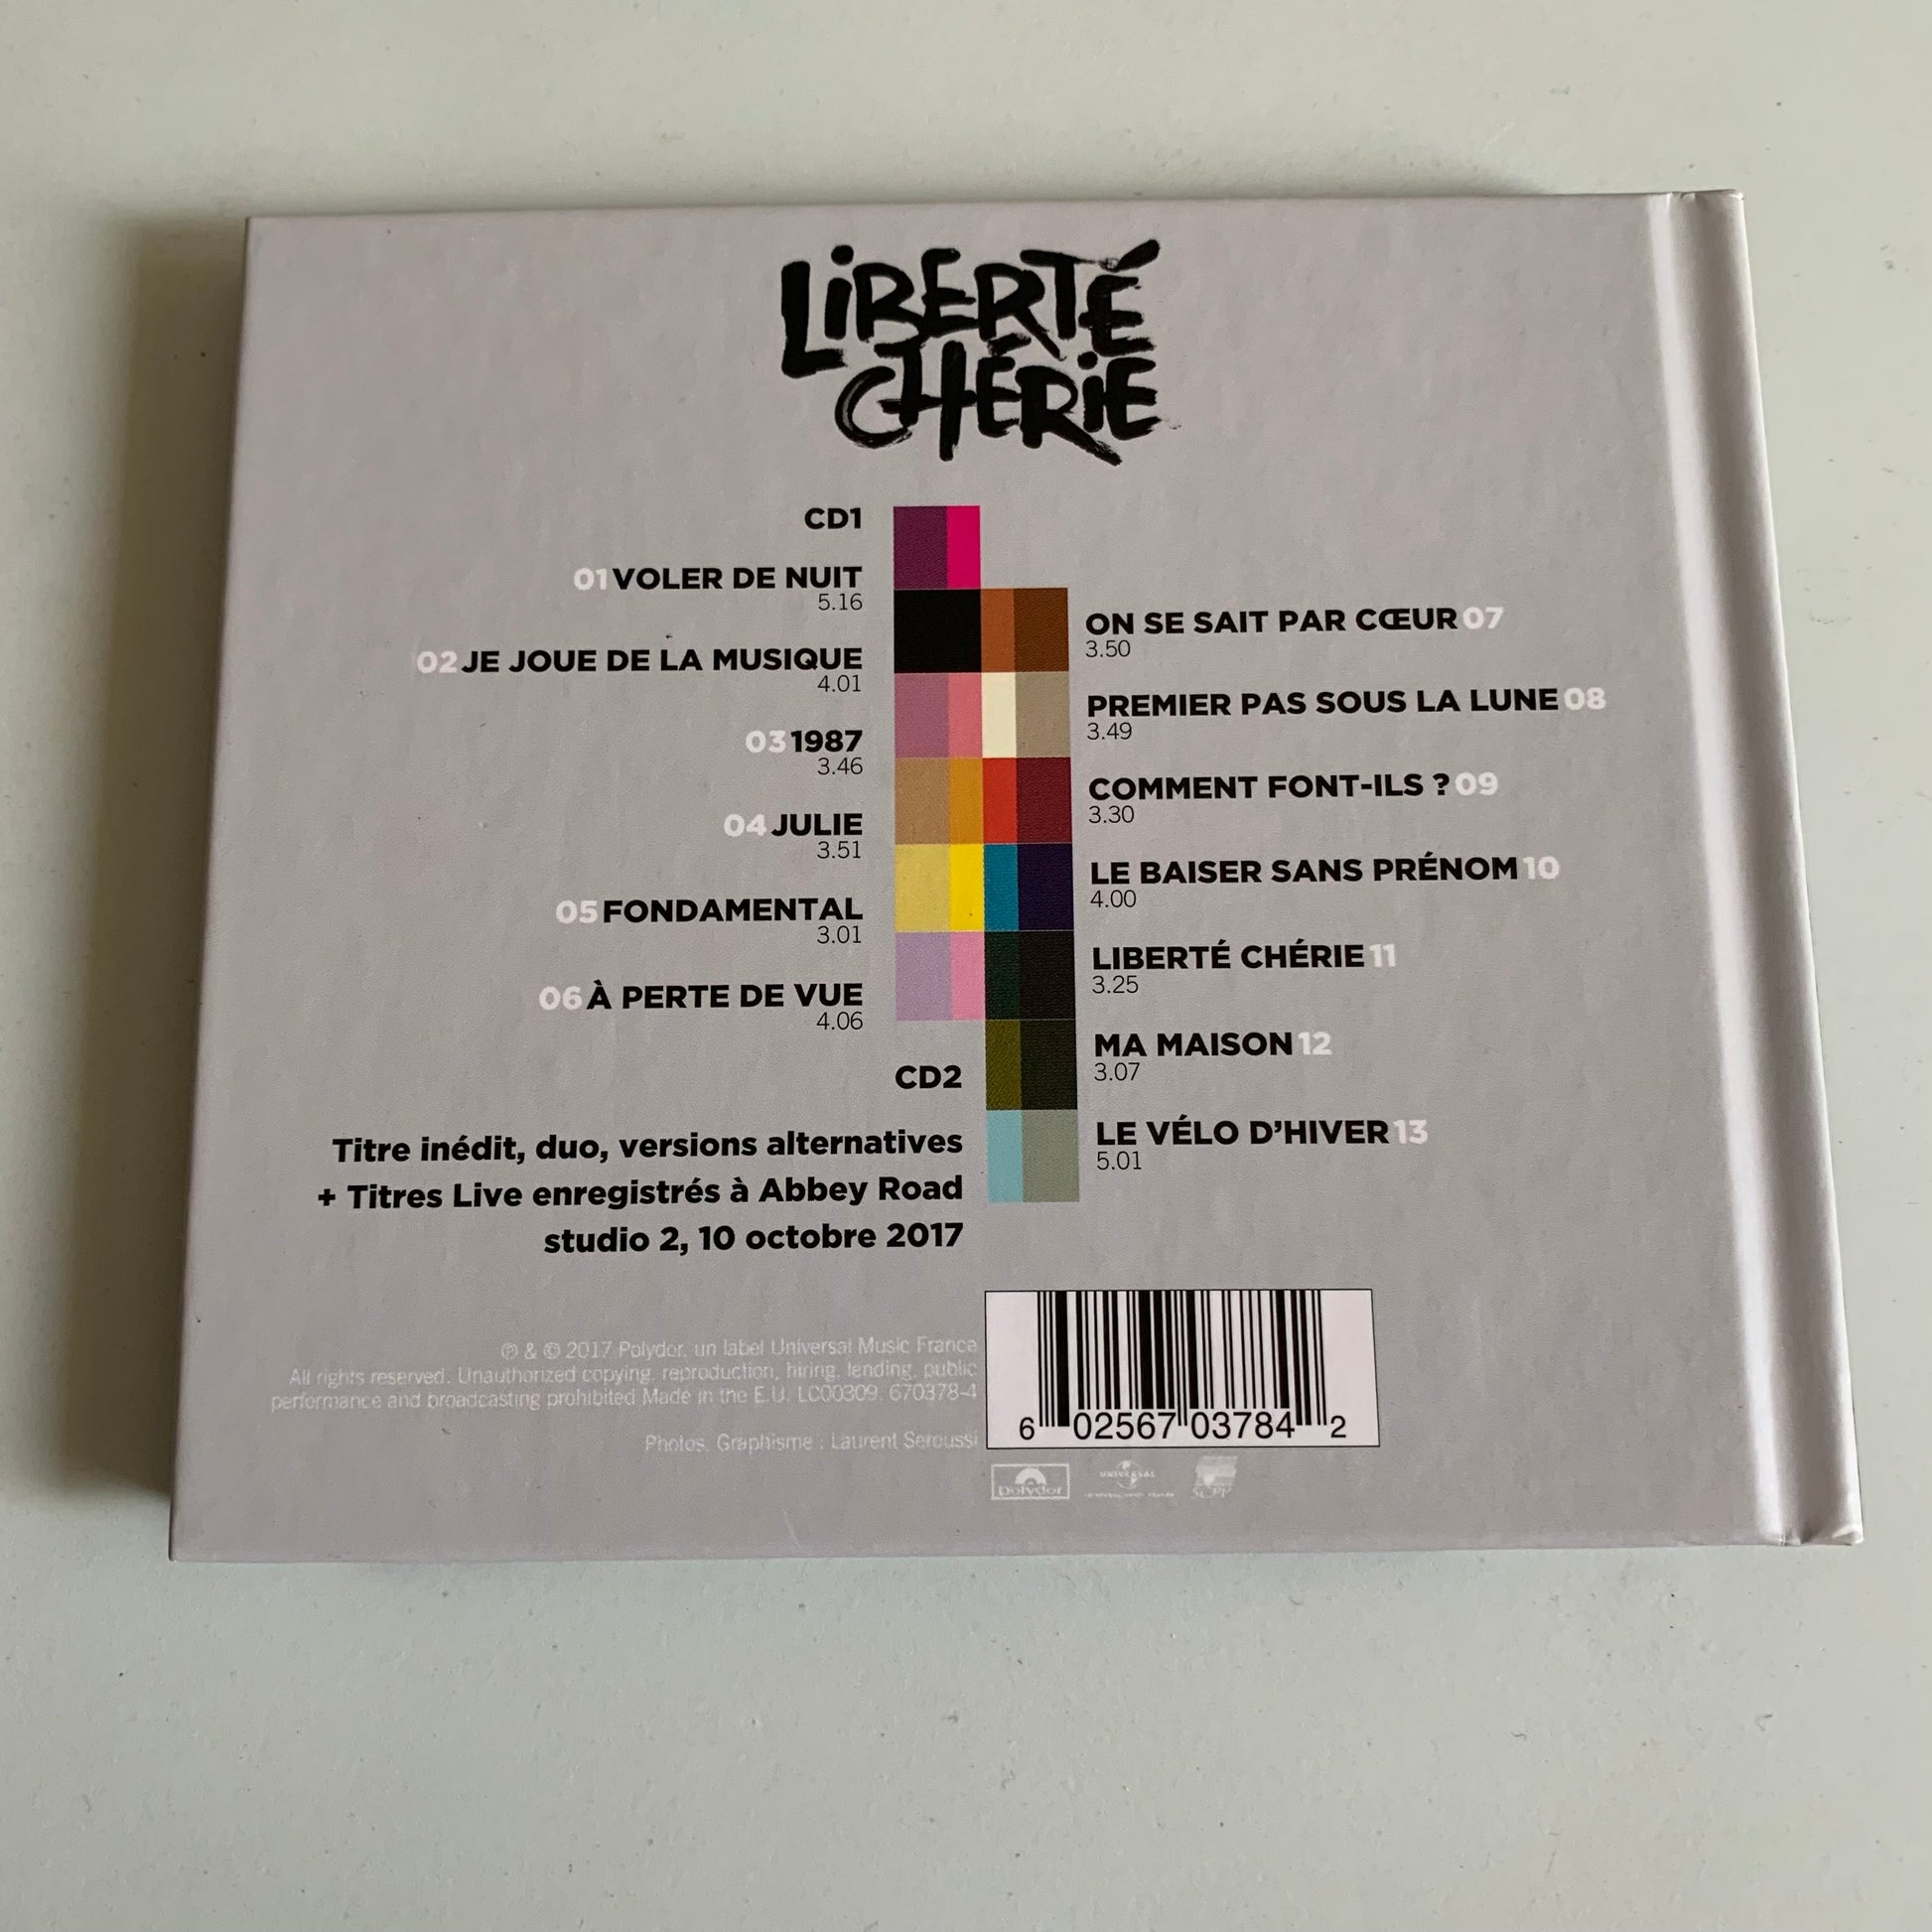 LiBERTÉ
CHÉRiE
CD1
01 VOLER DE NUIT
5.16
02 JE JOUE DE LA MUSIQUE
4.01
03 1987
3.46
04 JULIE
3.51
05 FONDAMENTAL
3.01
06 À PERTE DE VUE
4.06
ON SE SAIT PAR CŒUR 07
3.50
PREMIER PAS SOUS LA LUNE 08
3.49
COMMENT FONT-ILS ? 09
3.30
LE BAISER SANS PRÉNOM 10
4.00
LIBERTÉ CHÉRIE 11
3.25
MA MAISON 12
3.07
LE VÉLO D'HIVER 13
5.01
CD2
Titre inédit, duo, versions alternatives
+ Titres Live enregistrés à Abbey Road
studio 2, 10 octobre 2017
℗ & © 2017 Polydor, un label Universal Music France
All rights reserved. Unauthorized copying, reproduction, hiring, lending, public
performance and broadcasting prohibited Made in the E.U. LC00309. 670378-4
Photos, Graphisme : Laurent Seroussi
6 02567 03784 2
Polydor
UNIVERSAL
SCPP